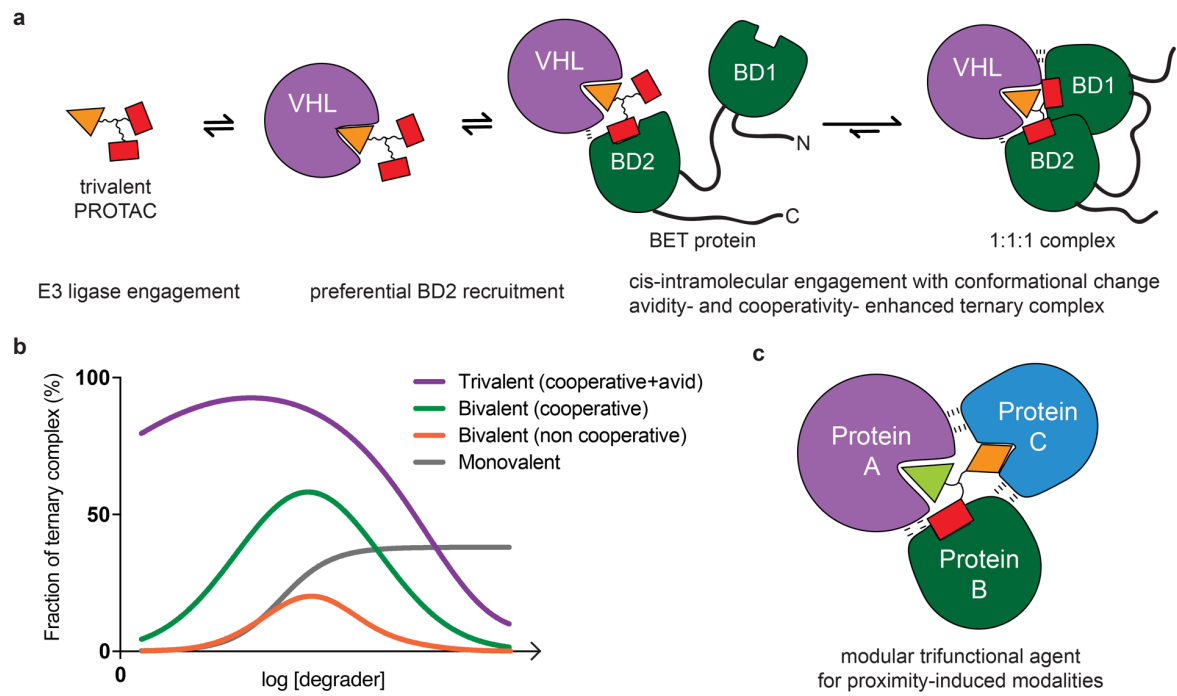 a
VHL
BD1
BD2
N
C
VHL
BD1
BD2
VHL
trivalent
PROTAC
BET protein
1:1:1 complex
E3 ligase engagement
preferential BD2 recruitment
cis-intramolecular engagement with conformational change
avidity- and cooperativity- enhanced ternary complex
b
Fraction of ternary complex (%)
100
50
0
0
log [degrader]
Trivalent (cooperative+avid)
Bivalent (cooperative)
Bivalent (non cooperative)
Monovalent
c
Protein
A
Protein
C
Protein
B
modular trifunctional agent
for proximity-induced modalities